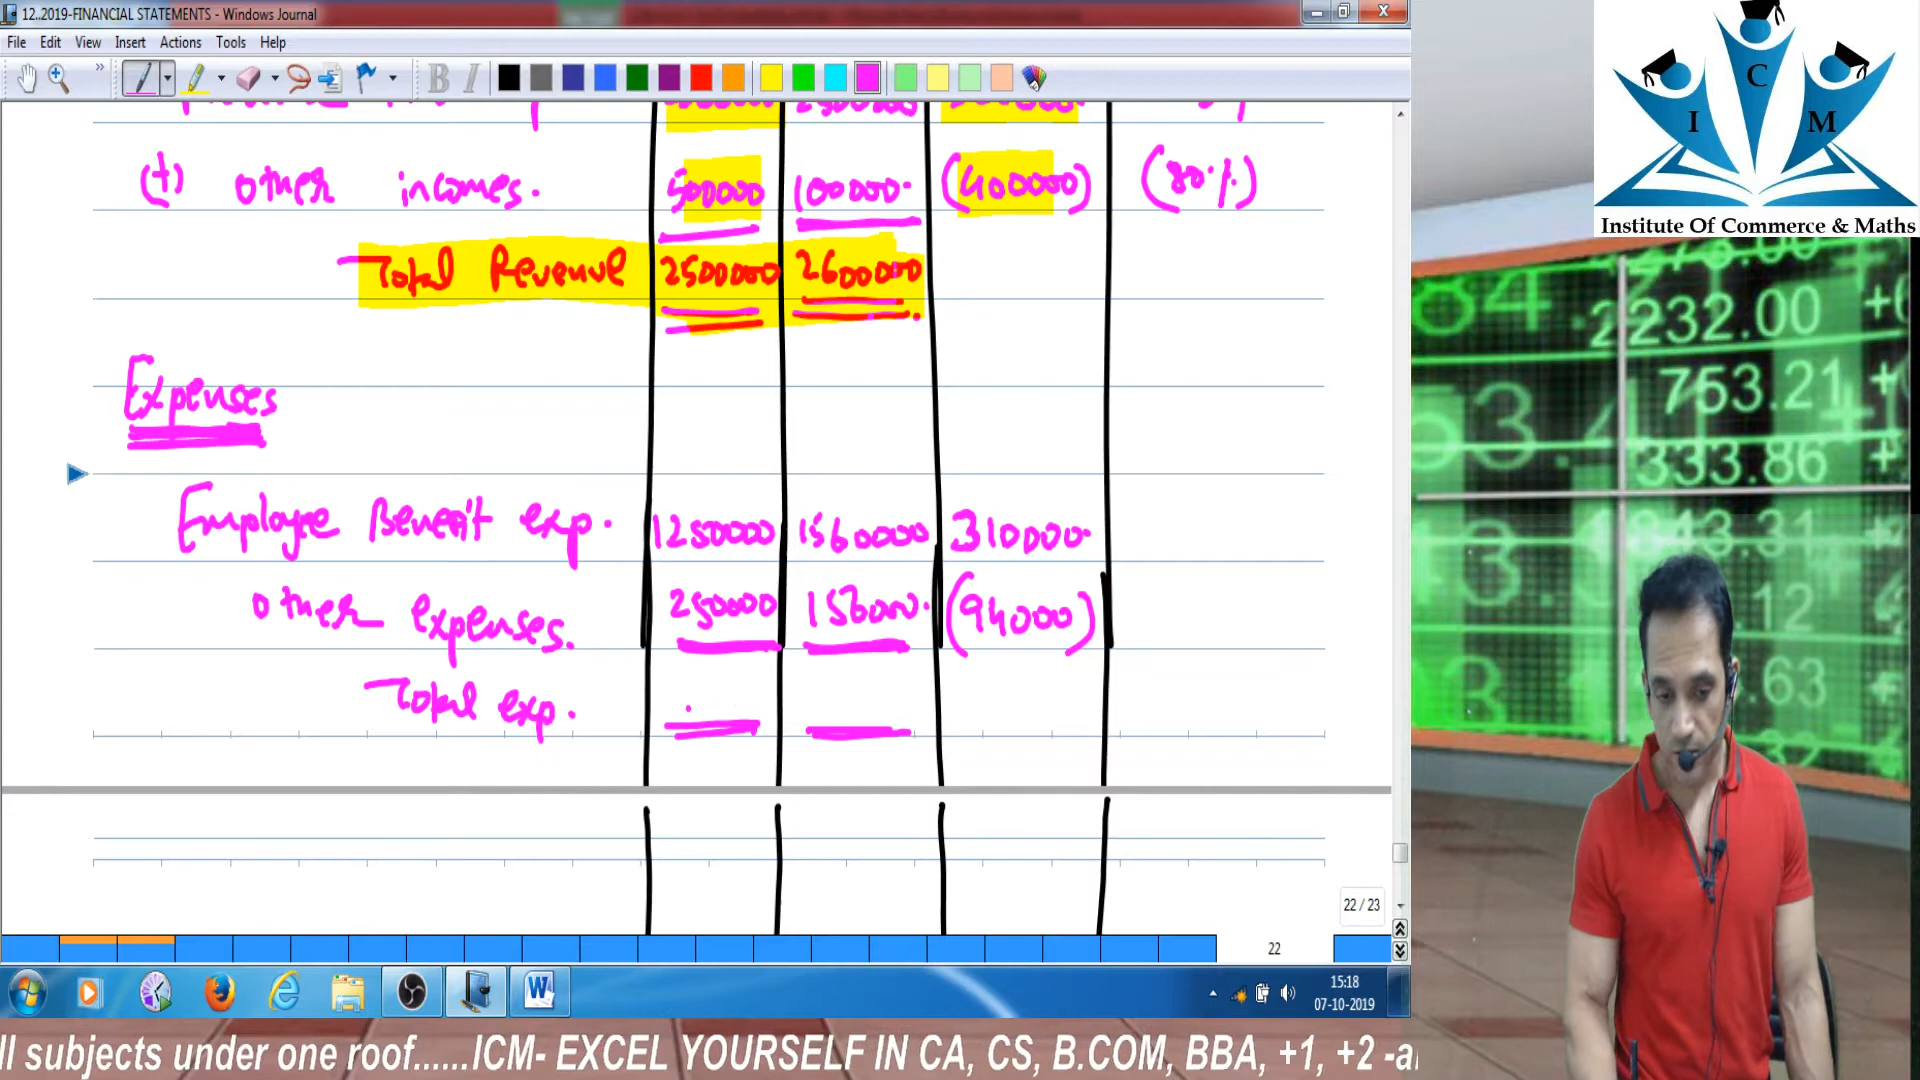 12..2019-FINANCIAL STATEMENTS - Windows Journal
File Edit View Insert Actions Tools Help
B I
(+) other incomes. 500000 100000 (400000) (80%)
Total Revenue 2500000 2600000
Expenses
Employee Benefit exp. 1250000 1560000 310000
other expenses. 250000 156000 (94000)
Total exp.
22 / 23
22
15:18
07-10-2019
I C M
Institute Of Commerce & Maths
2232.00
753.21
333.86
ll subjects under one roof......ICM- EXCEL YOURSELF IN CA, CS, B.COM, BBA, +1, +2 -a